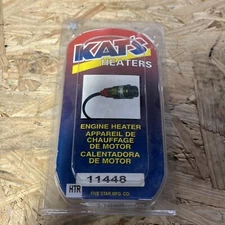 KAT'S
HEATERS
ENGINE HEATER
APPAREIL DE
CHAUFFAGE
DE MOTOR
CALENTADORA
DE MOTOR
11448
HTR
FIVE STAR MFG. CO.